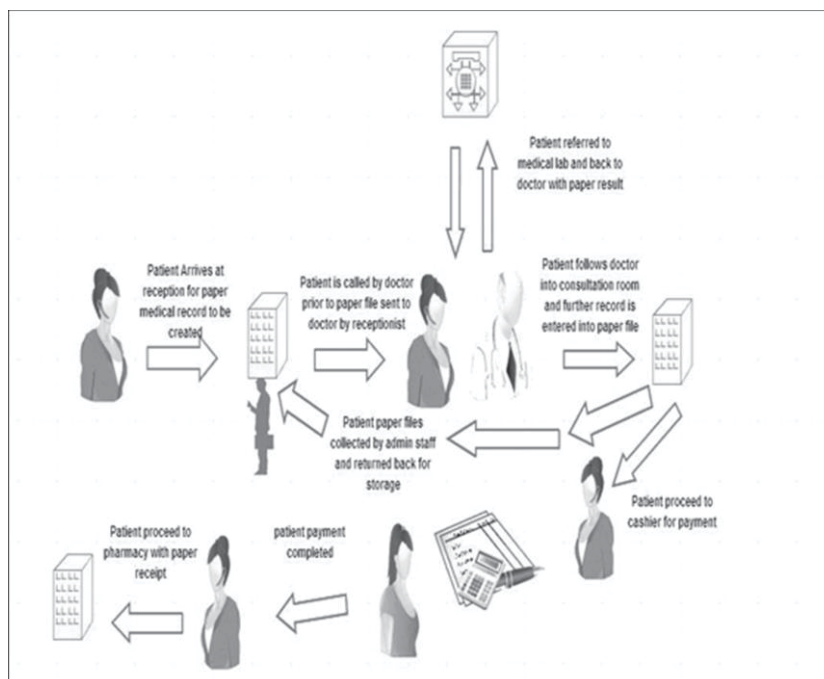 Patient referred to
medical lab and back to
doctor with paper result
Patient Arrives at
reception for paper
medical record to be
created
Patient is called by doctor
prior to paper file sent to
doctor by receptionist
Patient follows doctor
into consultation room
and further record is
entered into paper file
Patient paper files
collected by admin staff
and returned back for
storage
Patient proceed to
cashier for payment
patient payment
completed
Patient proceed to
pharmacy with paper
receipt